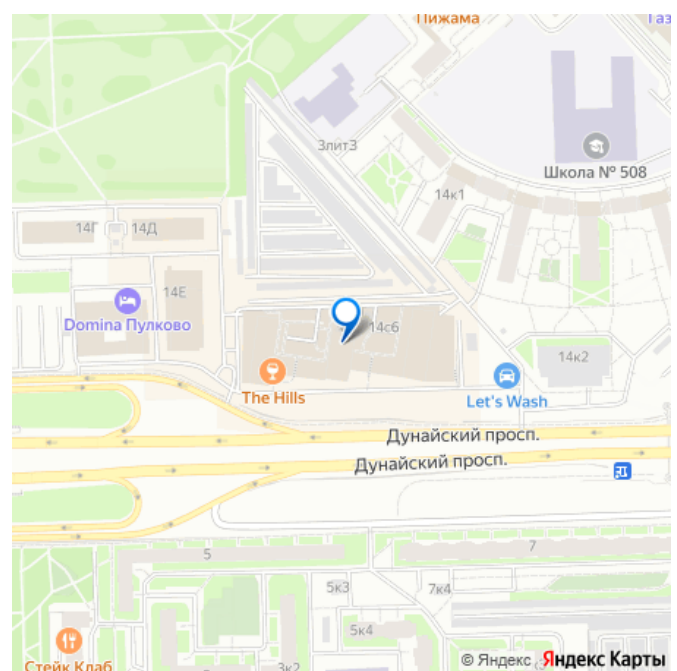 Пижама
Газ
3литЗ
Школа № 508
14к1
14Г
14Д
14Е
Domina Пулково
14с6
14к2
The Hills
Let's Wash
Дунайский просп.
Дунайский просп.
5
7
5к3
7к4
5к4
Стейк Клаб
3к2
© Яндекс Яндекс Карты